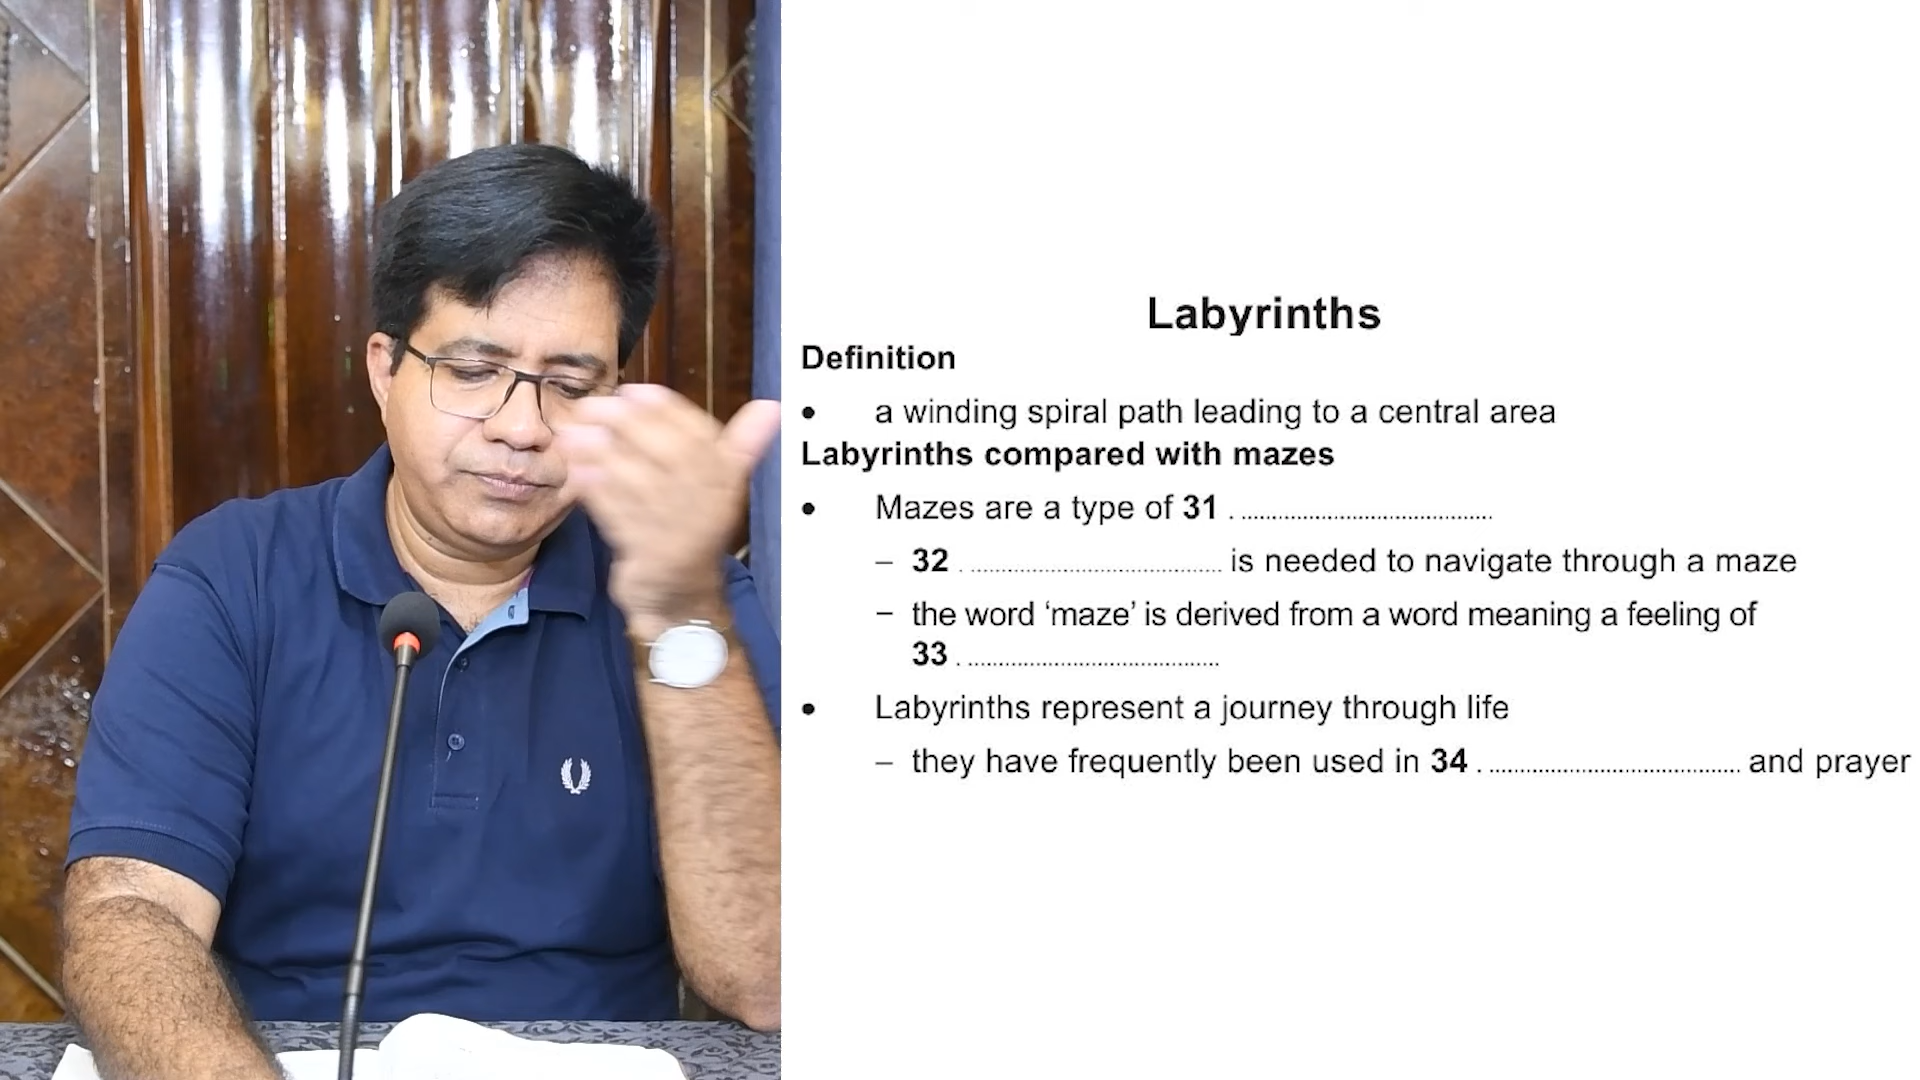 Labyrinths
Definition
• a winding spiral path leading to a central area
Labyrinths compared with mazes
• Mazes are a type of 31 . ........................................
– 32 . ........................................ is needed to navigate through a maze
– the word ‘maze’ is derived from a word meaning a feeling of
33 . ........................................
• Labyrinths represent a journey through life
– they have frequently been used in 34 . ........................................ and prayer